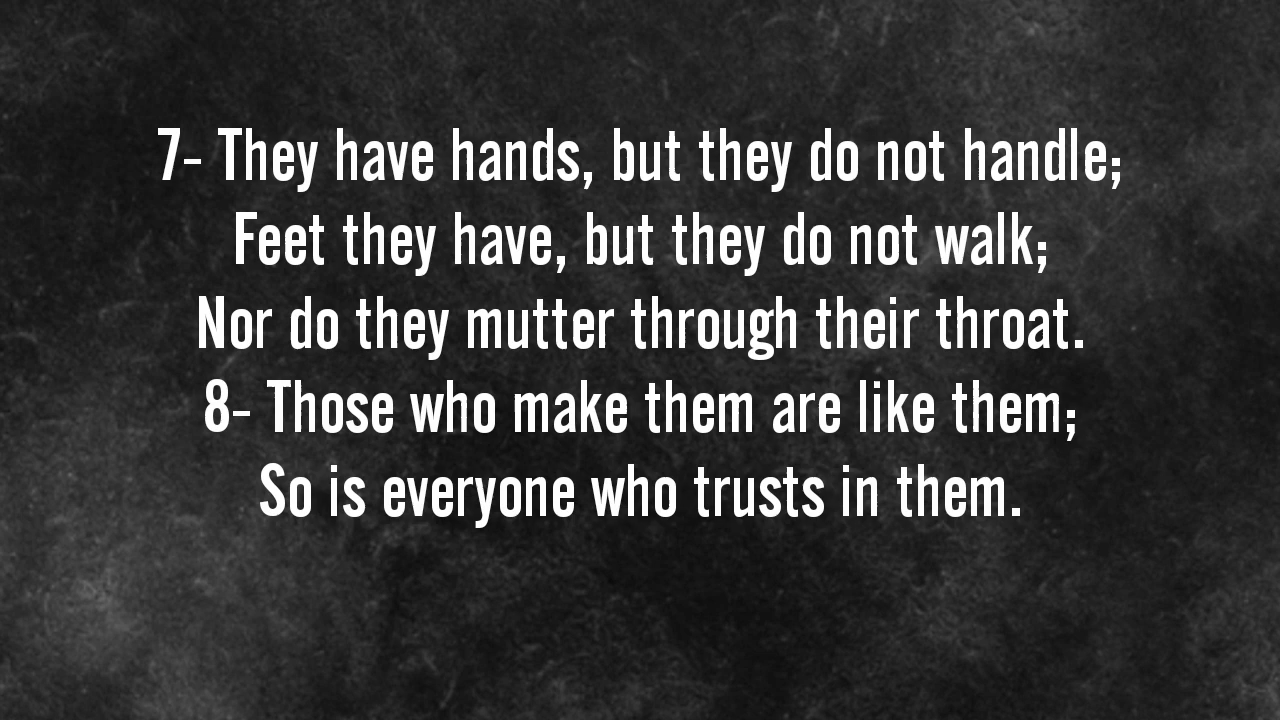 7- They have hands, but they do not handle;
Feet they have, but they do not walk;
Nor do they mutter through their throat.
8- Those who make them are like them;
So is everyone who trusts in them.